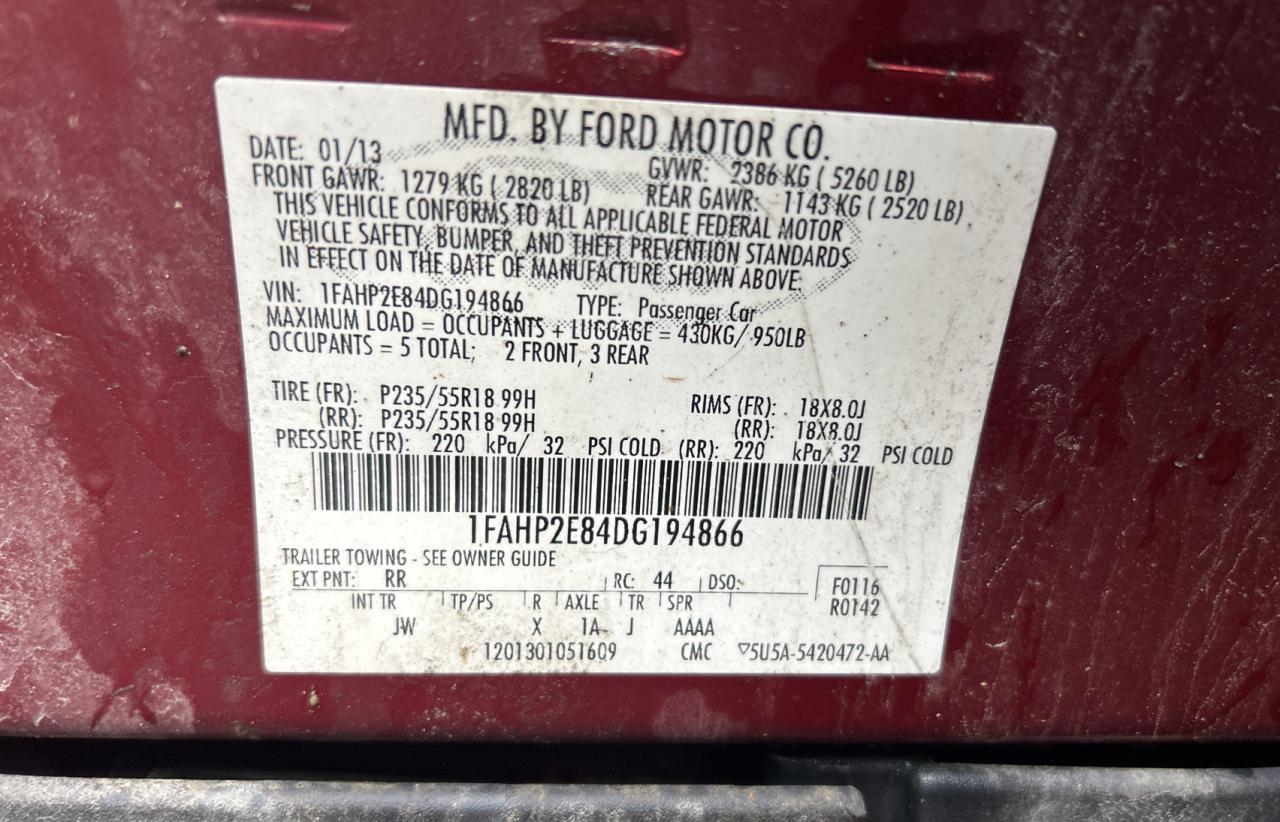 MFD. BY FORD MOTOR CO.
DATE: 01/13 GVWR: 2386 KG ( 5260 LB)
FRONT GAWR: 1279 KG ( 2820 LB) REAR GAWR: 1143 KG ( 2520 LB)
THIS VEHICLE CONFORMS TO ALL APPLICABLE FEDERAL MOTOR
VEHICLE SAFETY, BUMPER, AND THEFT PREVENTION STANDARDS
IN EFFECT ON THE DATE OF MANUFACTURE SHOWN ABOVE.
VIN: 1FAHP2E84DG194866 TYPE: Passenger Car
MAXIMUM LOAD = OCCUPANTS + LUGGAGE = 430KG/ 950LB
OCCUPANTS = 5 TOTAL; 2 FRONT, 3 REAR
TIRE (FR): P235/55R18 99H RIMS (FR): 18X8.0J
(RR): P235/55R18 99H (RR): 18X8.0J
PRESSURE (FR): 220 kPa/ 32 PSI COLD (RR): 220 kPa/ 32 PSI COLD
1FAHP2E84DG194866
TRAILER TOWING - SEE OWNER GUIDE
EXT PNT: RR RC: 44 DSO: F0116
INT TR TP/PS R AXLE TR SPR R0142
JW X 1A J AAAA
1201301051609 CMC ▽5U5A-5420472-AA